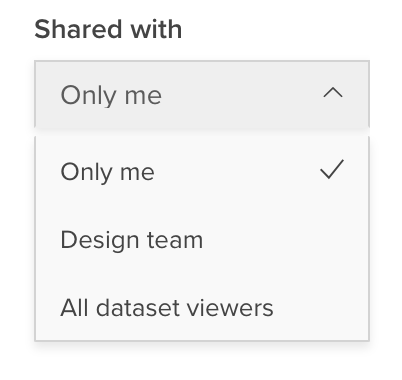 Shared with
Only me
Only me
Design team
All dataset viewers